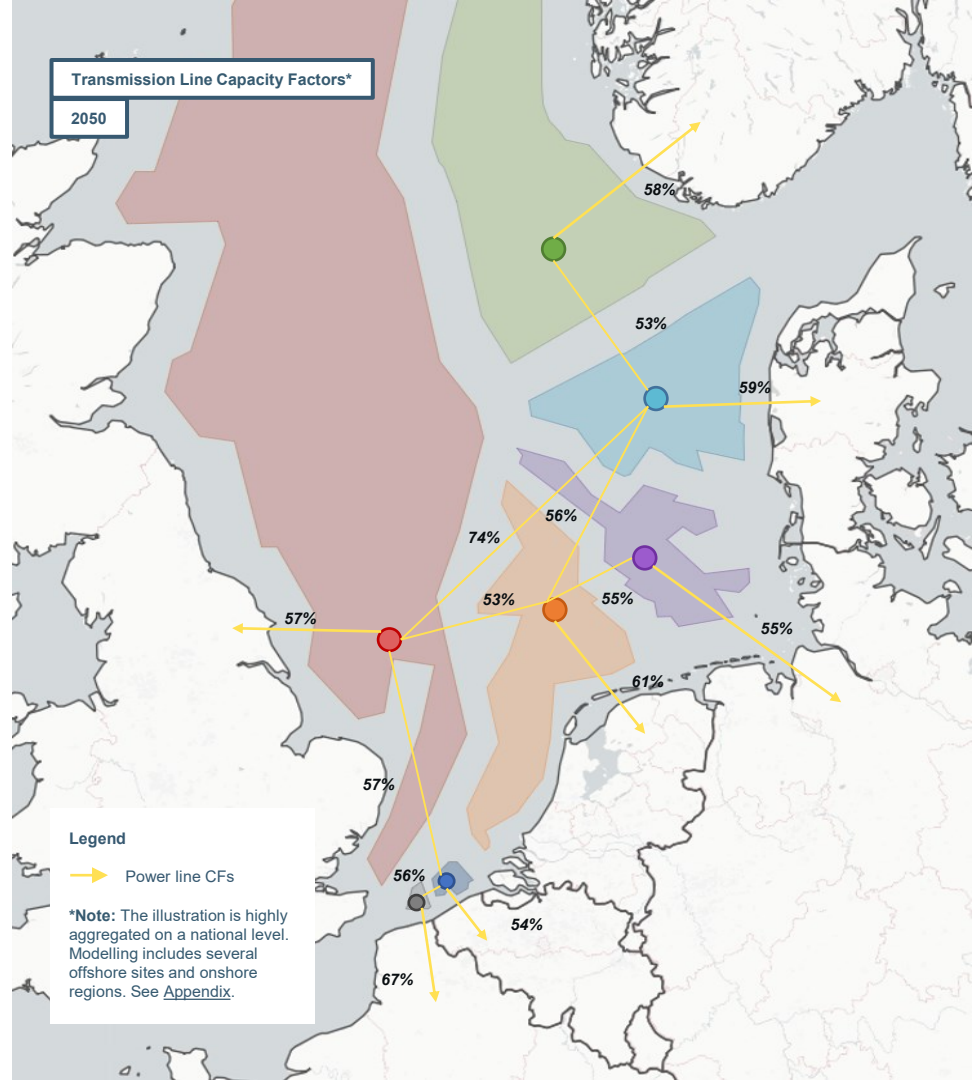 Transmission Line Capacity Factors*
2050
58%
53%
59%
56%
74%
53%
55%
57%
55%
61%
57%
56%
54%
67%
Legend
Power line CFs
*Note: The illustration is highly
aggregated on a national level.
Modelling includes several
offshore sites and onshore
regions. See Appendix.